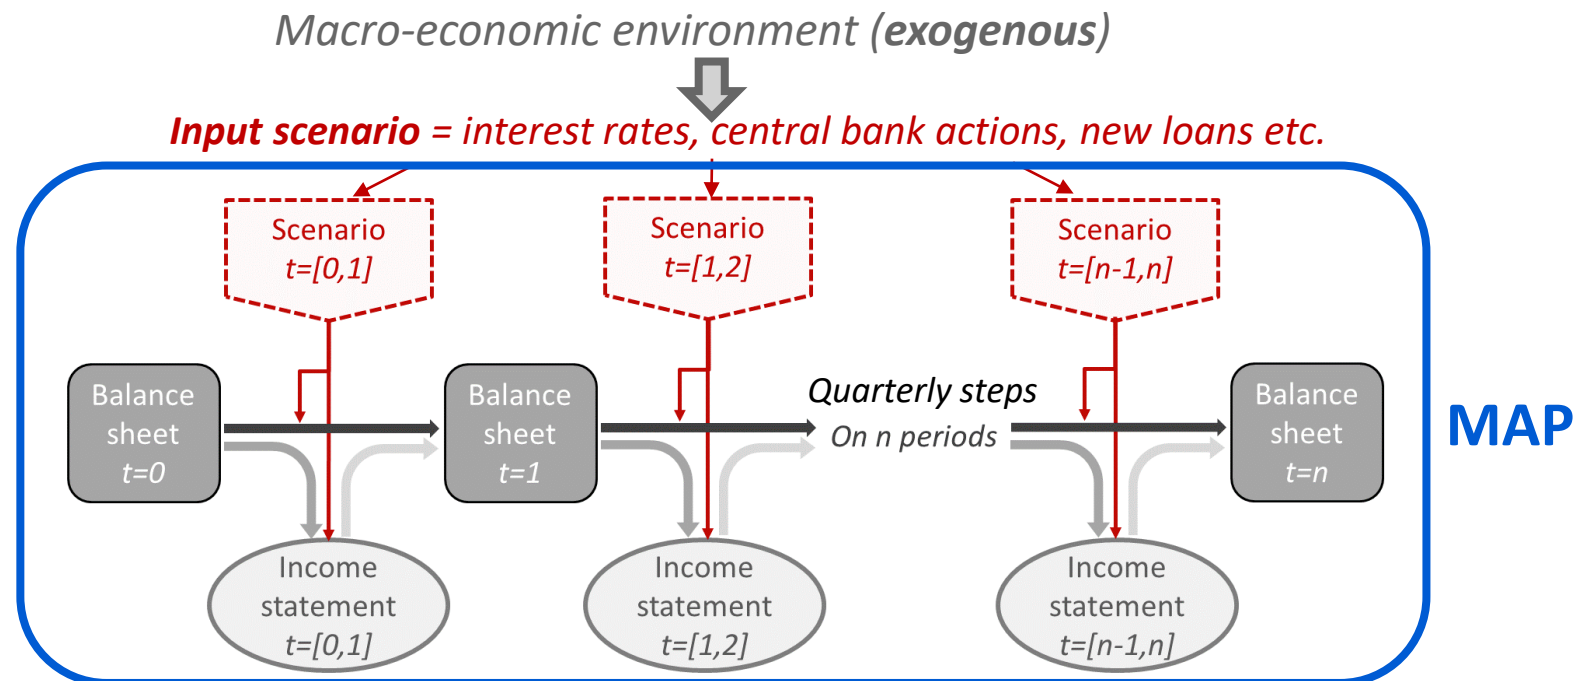 Macro-economic environment (exogenous)
Input scenario = interest rates, central bank actions, new loans etc.
Scenario
t=[0,1]
Scenario
t=[1,2]
Scenario
t=[n-1,n]
Balance
sheet
t=0
Balance
sheet
t=1
Quarterly steps
On n periods
Balance
sheet
t=n
MAP
Income
statement
t=[0,1]
Income
statement
t=[1,2]
Income
statement
t=[n-1,n]